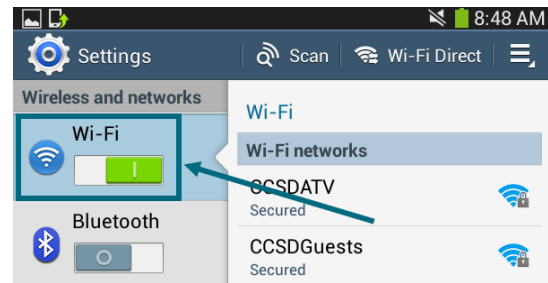 8:48 AM
Settings
Scan
Wi-Fi Direct
Wireless and networks
Wi-Fi
Bluetooth
Wi-Fi
Wi-Fi networks
CCSDATV
Secured
CCSDGuests
Secured